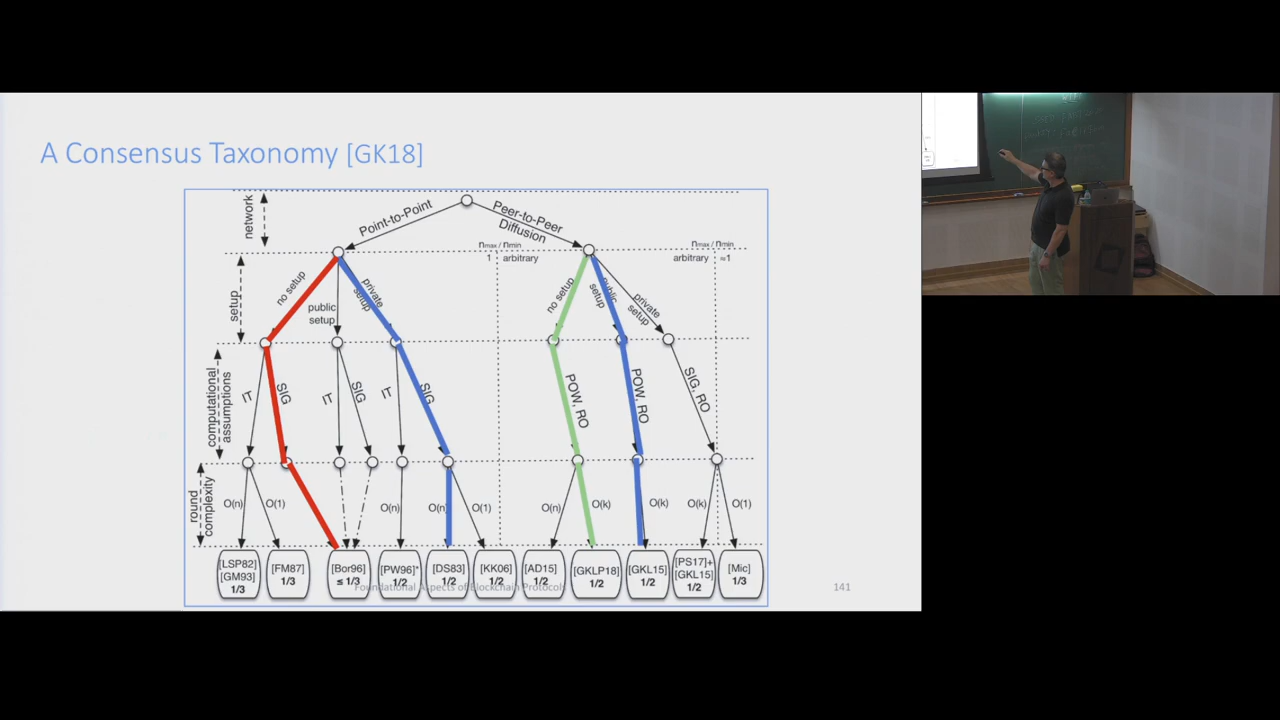 A Consensus Taxonomy [GK18]
network
Point-to-Point
Peer-to-Peer
Diffusion
nmax / nmin
1 arbitrary
nmax / nmin
arbitrary ≈1
setup
no setup
public
setup
private
setup
no setup
public
setup
private
setup
computational
assumptions
IT
SIG
IT
SIG
IT
SIG
POW, RO
POW, RO
SIG, RO
round
complexity
O(n)
O(1)
O(n)
O(n)
O(1)
O(n)
O(k)
O(k)
O(k)
O(1)
[LSP82]
[GM93]
1/3
[FM87]
1/3
[Bor96]
≤ 1/3
[PW96]*
1/2
[DS83]
1/2
[KK06]
1/2
[AD15]
1/2
[GKLP18]
1/2
[GKL15]
1/2
[PS17]+
[GKL15]
1/2
[Mic]
1/3
Foundational Aspects of Blockchain Protocols
141